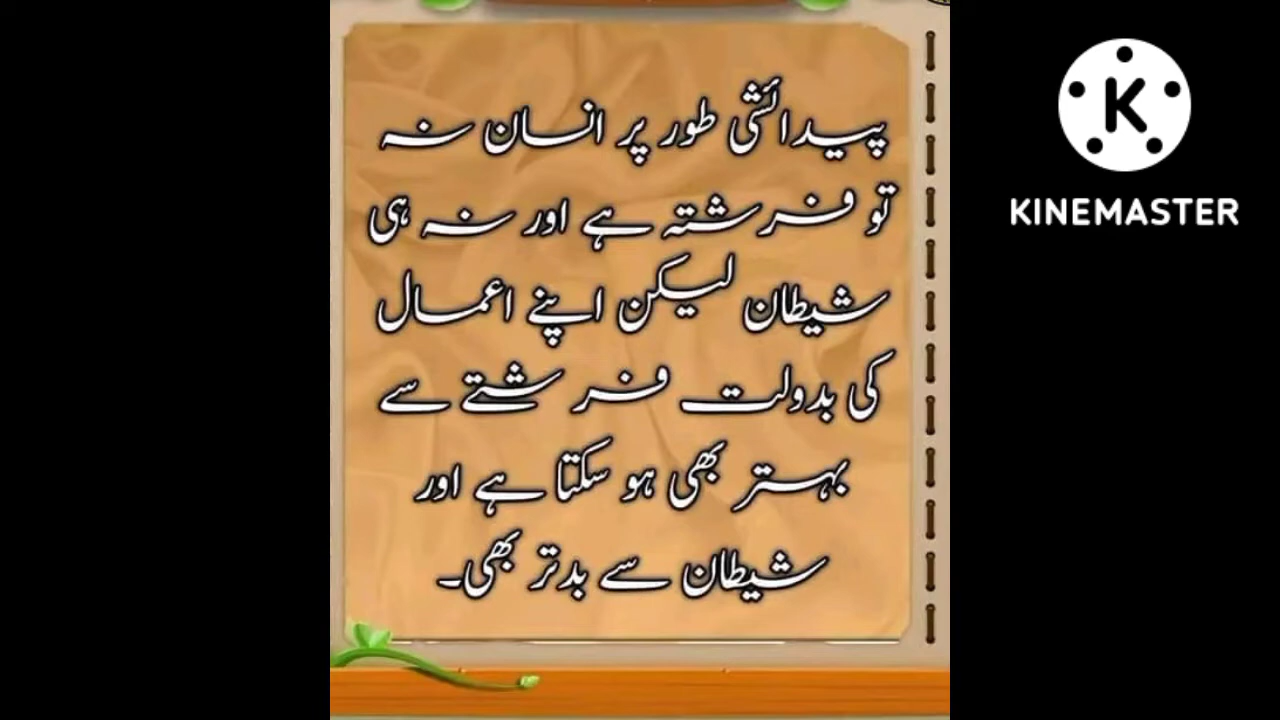 پیدائشی طور پر انسان نہ
تو فرشتہ ہے اور نہ ہی
شیطان لیکن اپنے اعمال
کی بدولت فرشتے سے
بہتر بھی ہو سکتا ہے اور
شیطان سے بدتر بھی۔
K
KINEMASTER